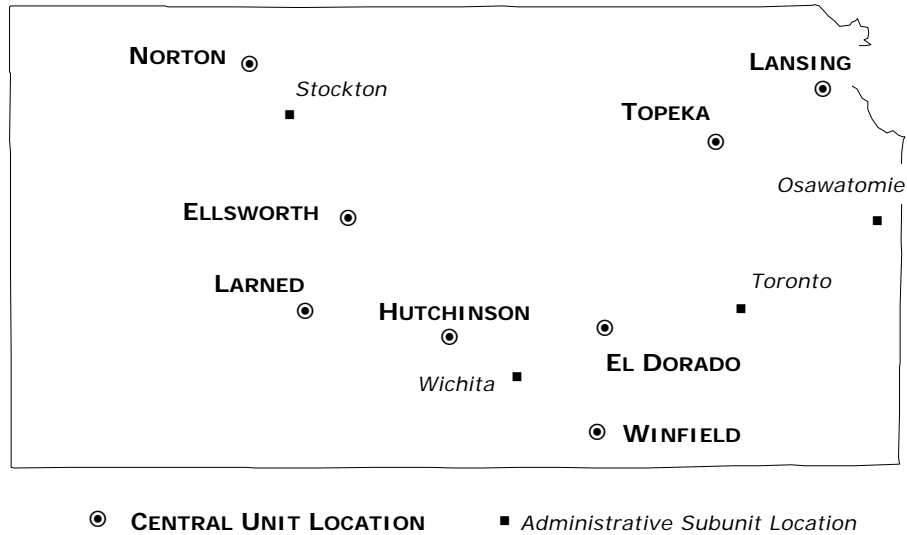 NORTON
LANSING
Stockton
TOPEKA
Osawatomie
ELLSWORTH
LARNED
Toronto
HUTCHINSON
EL DORADO
Wichita
WINFIELD
CENTRAL UNIT LOCATION
Administrative Subunit Location